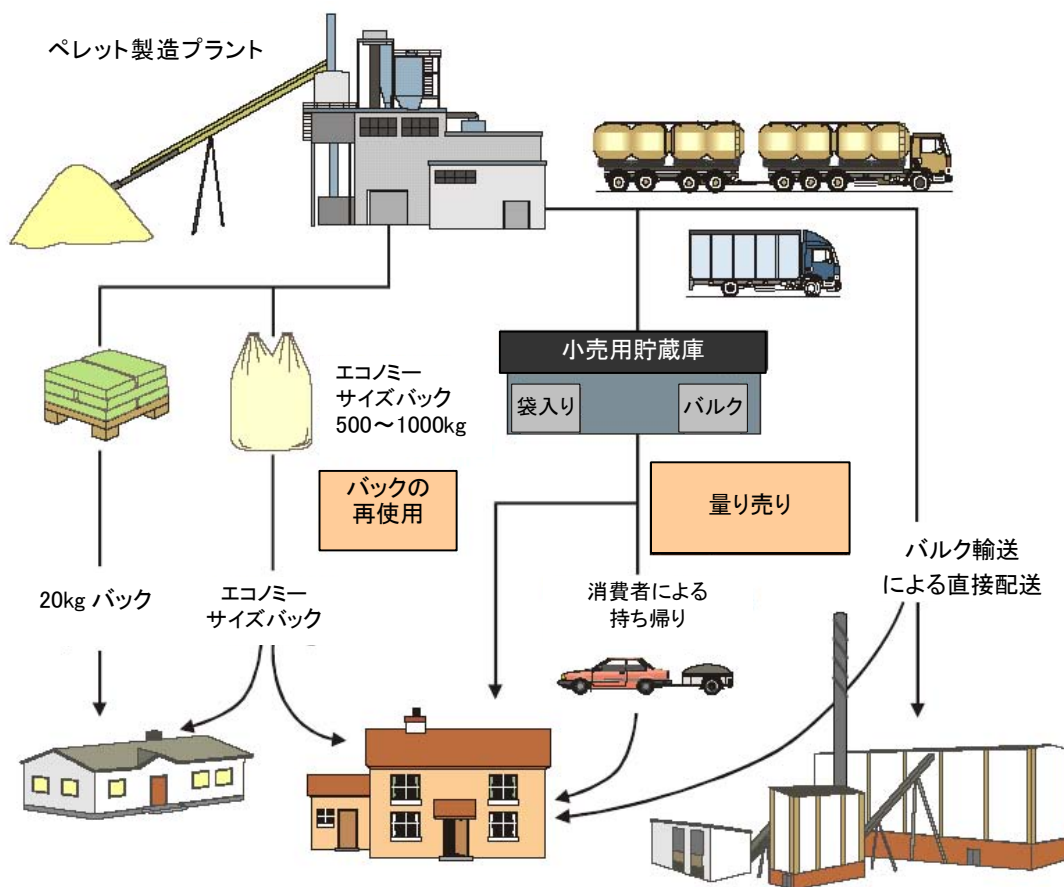 ペレット製造プラント
小売用貯蔵庫
袋入り
バルク
エコノミー
サイズバック
500～1000kg
バックの
再使用
量り売り
バルク輸送
による直接配送
20kg バック
エコノミー
サイズバック
消費者による
持ち帰り